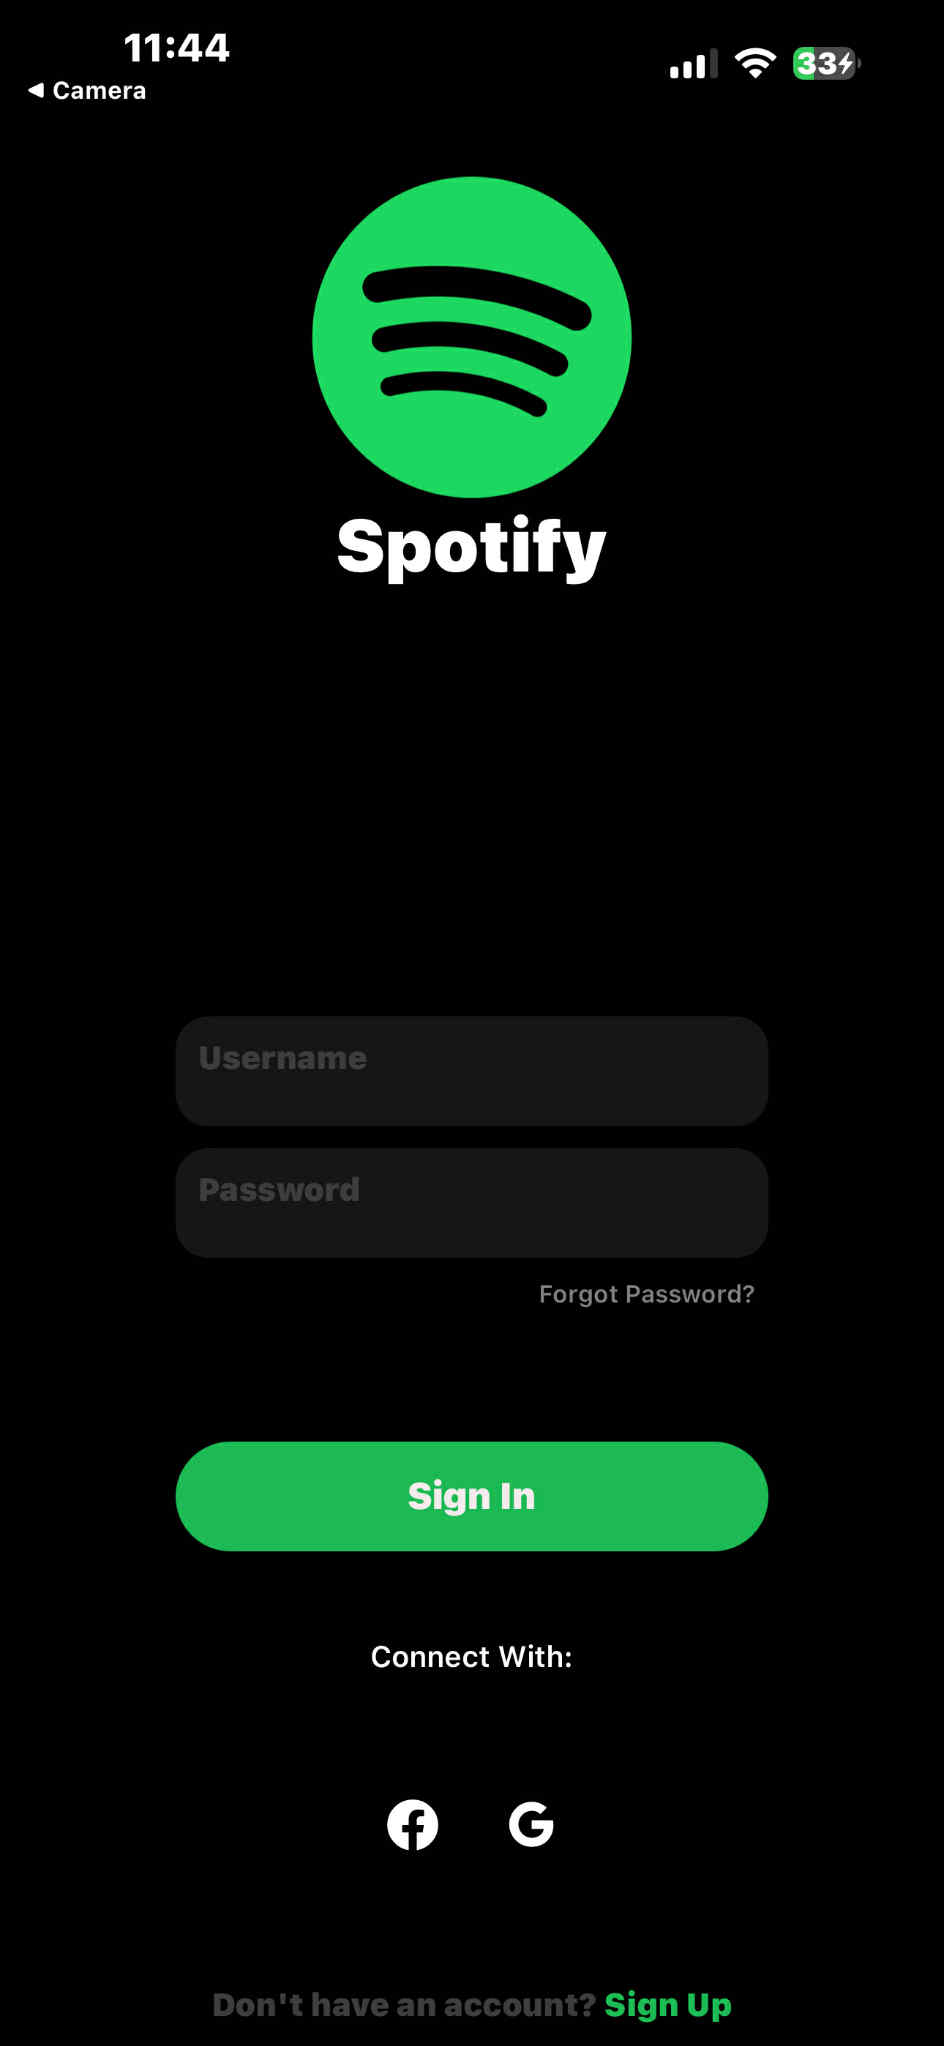 11:44
33
◀ Camera
Spotify
Username
Password
Forgot Password?
Sign In
Connect With:
Don't have an account? Sign Up